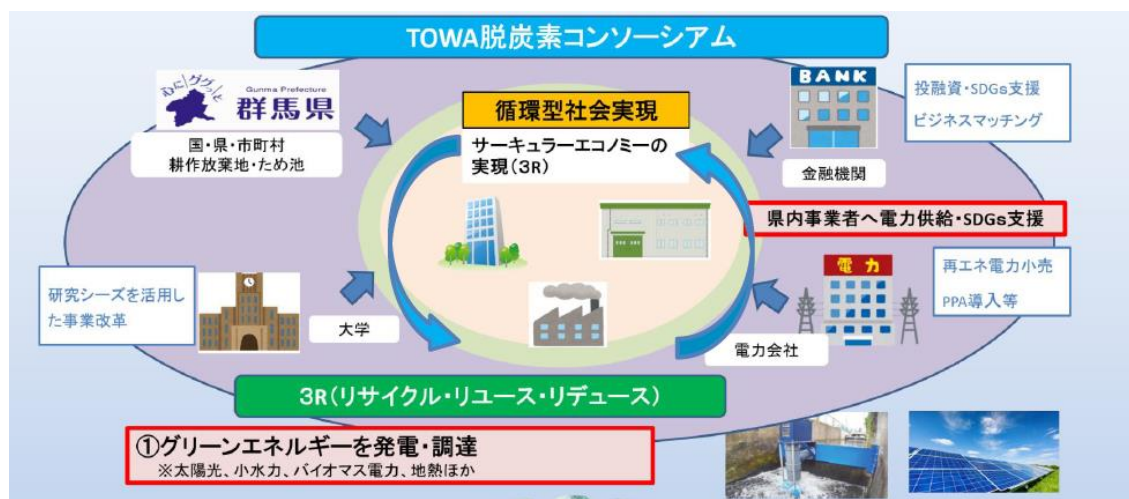 TOWA脱炭素コンソーシアム
心にググっと
Gunma Prefecture
群馬県
国・県・市町村
耕作放棄地・ため池
循環型社会実現
サーキュラーエコノミーの
実現(3R)
BANK
金融機関
投融資・SDGs支援
ビジネスマッチング
県内事業者へ電力供給・SDGs支援
研究シーズを活用し
た事業改革
大学
電力
電力会社
再エネ電力小売
PPA導入等
3R(リサイクル・リユース・リデュース)
①グリーンエネルギーを発電・調達
※太陽光、小水力、バイオマス電力、地熱ほか